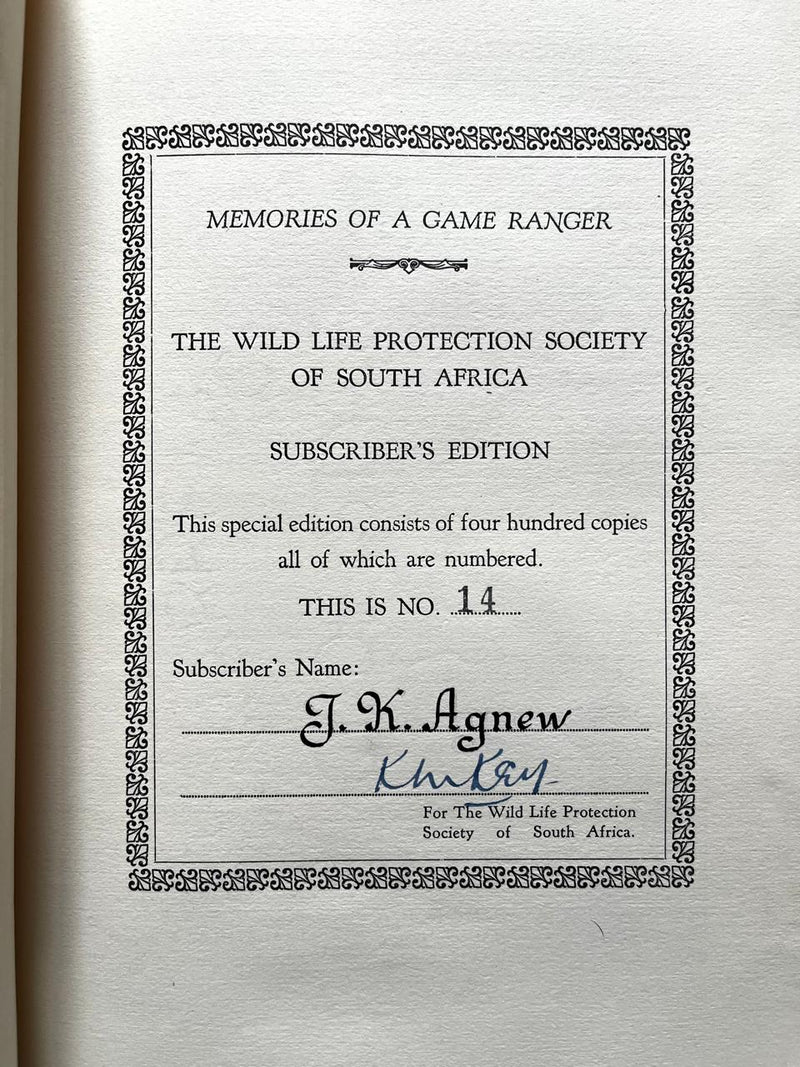 MEMORIES OF A GAME RANGER
THE WILD LIFE PROTECTION SOCIETY
OF SOUTH AFRICA
SUBSCRIBER'S EDITION
This special edition consists of four hundred copies
all of which are numbered.
THIS IS NO. 14
Subscriber's Name:
J. K. Agnew
For The Wild Life Protection
Society of South Africa.